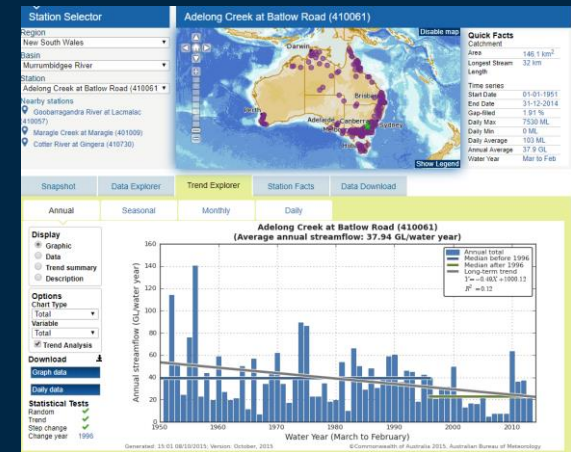 Station Selector
Adelong Creek at Batlow Road (410061)
Region
New South Wales
Basin
Murrumbidgee River
Station
Adelong Creek at Batlow Road (410061
Nearby stations
Goobarragandra River at Lacmalac (410057)
Maragle Creek at Maragle (401009)
Cotter River at Gingera (410730)
Disable map
Darwin
Brisba
Perth
Adelaide
Canberra
Sydney
Show Legend
Quick Facts
Catchment
Area 146.1 km²
Longest Stream Length 32 km
Time series
Start Date 01-01-1951
End Date 31-12-2014
Gap-filled 1.91 %
Daily Max 7530 ML
Daily Min 0 ML
Daily Average 103 ML
Annual Average 37.9 GL
Water Year Mar to Feb
Snapshot
Data Explorer
Trend Explorer
Station Facts
Data Download
Annual
Seasonal
Monthly
Daily
Display
Graphic
Data
Trend summary
Description
Options
Chart Type
Total
Variable
Total
Trend Analysis
Download
Graph data
Daily data
Statistical Tests
Random
Trend
Step change
Change year 1996
Adelong Creek at Batlow Road (410061)
(Average annual streamflow: 37.94 GL/water year)
Annual streamflow (GL/water year)
160
140
120
100
80
60
40
20
0
1950 1960 1970 1980 1990 2000 2010
Water Year (March to February)
Annual total
Median before 1996
Median after 1996
Long-term trend
Y=−0.49X+1000.12
R²=0.12
Generated: 15:01 08/10/2015; Version: October, 2015
©Commonwealth of Australia 2015, Australian Bureau of Meteorology